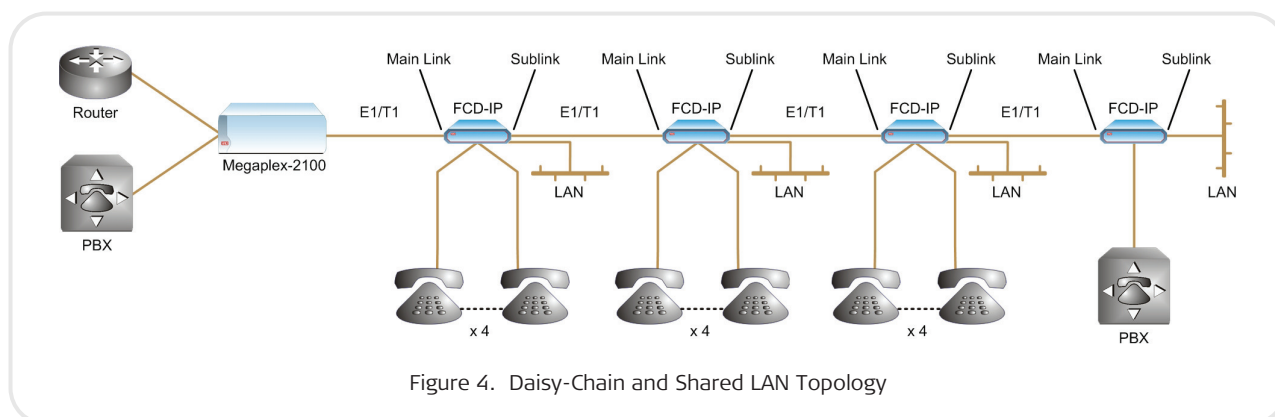 Main Link Sublink Main Link Sublink Main Link Sublink Main Link Sublink
Router
E1/T1 FCD-IP E1/T1 FCD-IP E1/T1 FCD-IP E1/T1 FCD-IP
Megaplex-2100
LAN LAN LAN LAN
PBX
x 4 x 4 x 4
PBX
Figure 4. Daisy-Chain and Shared LAN Topology